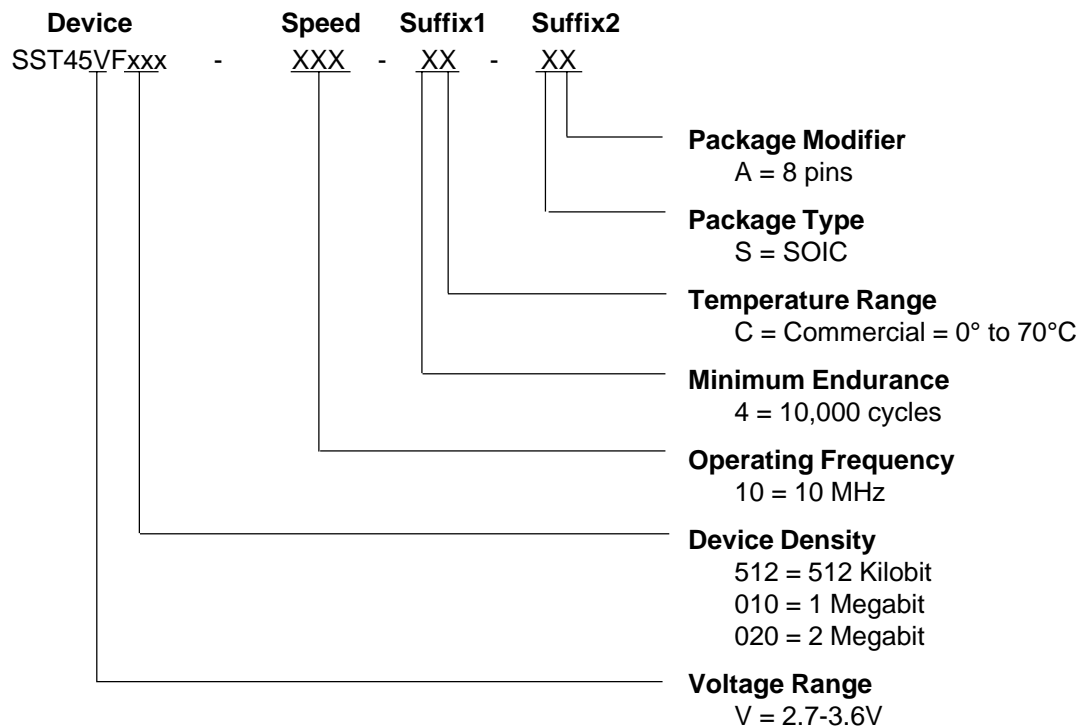 Device Speed Suffix1 Suffix2
SST45VFxxx - XXX - XX - XX
Package Modifier
A = 8 pins
Package Type
S = SOIC
Temperature Range
C = Commercial = 0° to 70°C
Minimum Endurance
4 = 10,000 cycles
Operating Frequency
10 = 10 MHz
Device Density
512 = 512 Kilobit
010 = 1 Megabit
020 = 2 Megabit
Voltage Range
V = 2.7-3.6V